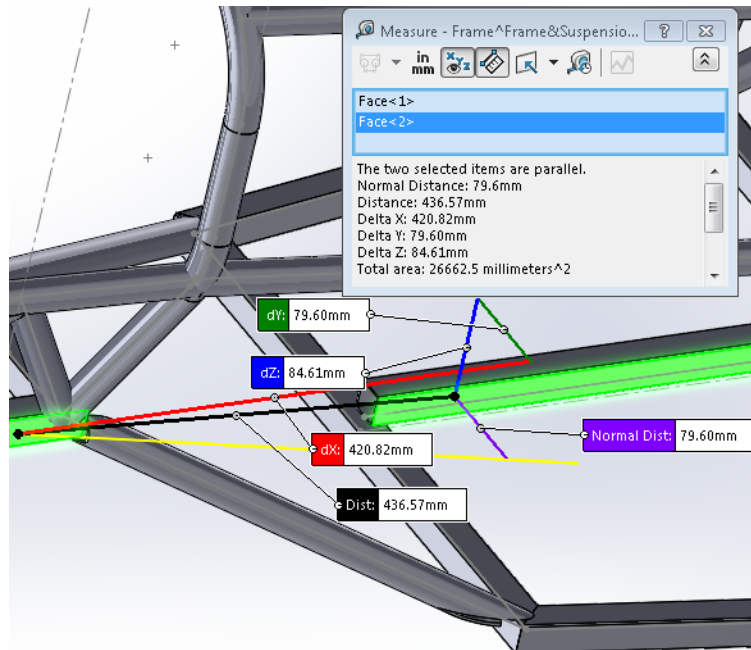 Measure - Frame^Frame&Suspensio...
in
mm
XYZ
Face<1>
Face<2>
The two selected items are parallel.
Normal Distance: 79.6mm
Distance: 436.57mm
Delta X: 420.82mm
Delta Y: 79.60mm
Delta Z: 84.61mm
Total area: 26662.5 millimeters^2
dY: 79.60mm
dZ: 84.61mm
Normal Dist: 79.60mm
dX: 420.82mm
Dist: 436.57mm